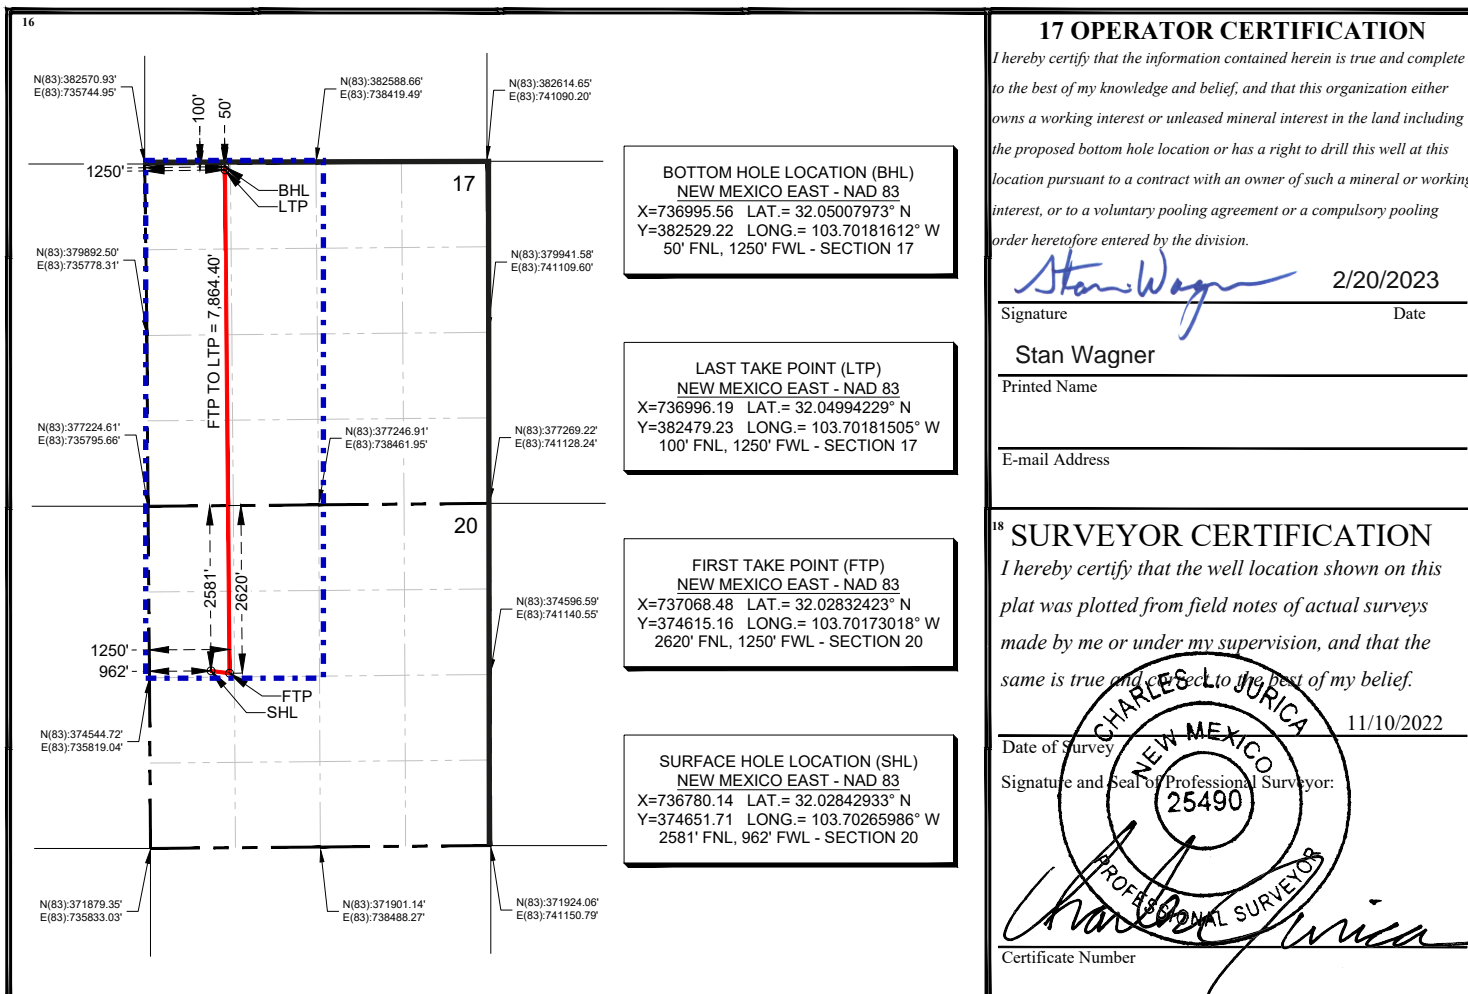 16
N(83):382570.93'
E(83):735744.95'
N(83):382588.66'
E(83):738419.49'
N(83):382614.65'
E(83):741090.20'
100'
50'
1250'
BHL
LTP
17
N(83):379892.50'
E(83):735778.31'
N(83):379941.58'
E(83):741109.60'
FTP TO LTP = 7,864.40'
N(83):377224.61'
E(83):735795.66'
N(83):377246.91'
E(83):738461.95'
N(83):377269.22'
E(83):741128.24'
20
2581'
2620'
N(83):374596.59'
E(83):741140.55'
1250'
962'
FTP
SHL
N(83):374544.72'
E(83):735819.04'
N(83):371879.35'
E(83):735833.03'
N(83):371901.14'
E(83):738488.27'
N(83):371924.06'
E(83):741150.79'
BOTTOM HOLE LOCATION (BHL)
NEW MEXICO EAST - NAD 83
X=736995.56 LAT.= 32.05007973° N
Y=382529.22 LONG.= 103.70181612° W
50' FNL, 1250' FWL - SECTION 17
LAST TAKE POINT (LTP)
NEW MEXICO EAST - NAD 83
X=736996.19 LAT.= 32.04994229° N
Y=382479.23 LONG.= 103.70181505° W
100' FNL, 1250' FWL - SECTION 17
FIRST TAKE POINT (FTP)
NEW MEXICO EAST - NAD 83
X=737068.48 LAT.= 32.02832423° N
Y=374615.16 LONG.= 103.70173018° W
2620' FNL, 1250' FWL - SECTION 20
SURFACE HOLE LOCATION (SHL)
NEW MEXICO EAST - NAD 83
X=736780.14 LAT.= 32.02842933° N
Y=374651.71 LONG.= 103.70265986° W
2581' FNL, 962' FWL - SECTION 20
17 OPERATOR CERTIFICATION
I hereby certify that the information contained herein is true and complete
to the best of my knowledge and belief, and that this organization either
owns a working interest or unleased mineral interest in the land including
the proposed bottom hole location or has a right to drill this well at this
location pursuant to a contract with an owner of such a mineral or working
interest, or to a voluntary pooling agreement or a compulsory pooling
order heretofore entered by the division.
Stan Wagner 2/20/2023
Signature Date
Stan Wagner
Printed Name
E-mail Address
18 SURVEYOR CERTIFICATION
I hereby certify that the well location shown on this
plat was plotted from field notes of actual surveys
made by me or under my supervision, and that the
same is true and correct to the best of my belief.
11/10/2022
Date of Survey
Signature and Seal of Professional Surveyor:
CHARLES L. JURICA
NEW MEXICO
25490
PROFESSIONAL SURVEYOR
Charles Jurica
Certificate Number